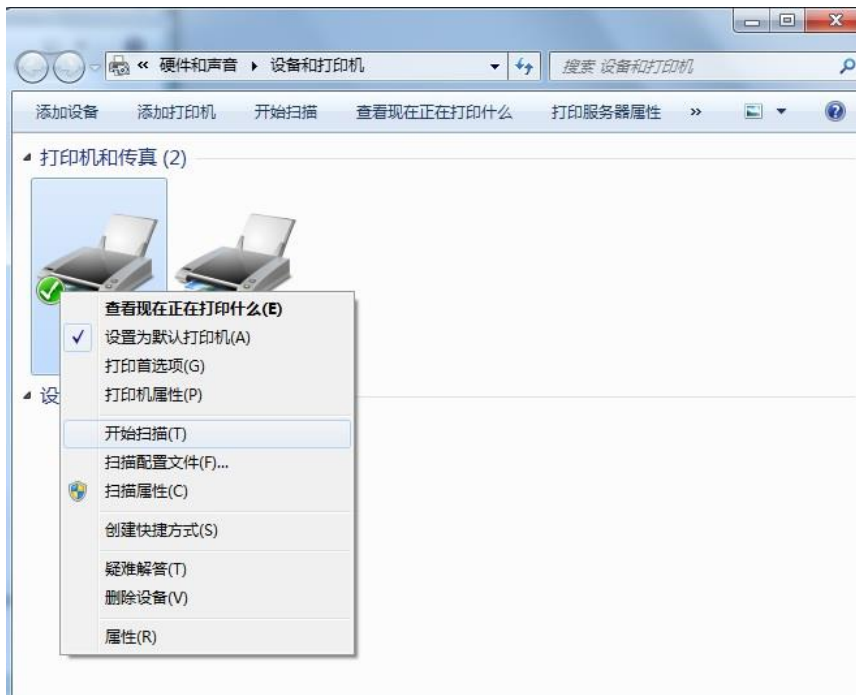 « 硬件和声音 ▸ 设备和打印机
搜索 设备和打印机
添加设备 添加打印机 开始扫描 查看现在正在打印什么 打印服务器属性 »
打印机和传真 (2)
查看现在正在打印什么(E)
设置为默认打印机(A)
打印首选项(G)
打印机属性(P)
设
开始扫描(T)
扫描配置文件(F)...
扫描属性(C)
创建快捷方式(S)
疑难解答(T)
删除设备(V)
属性(R)